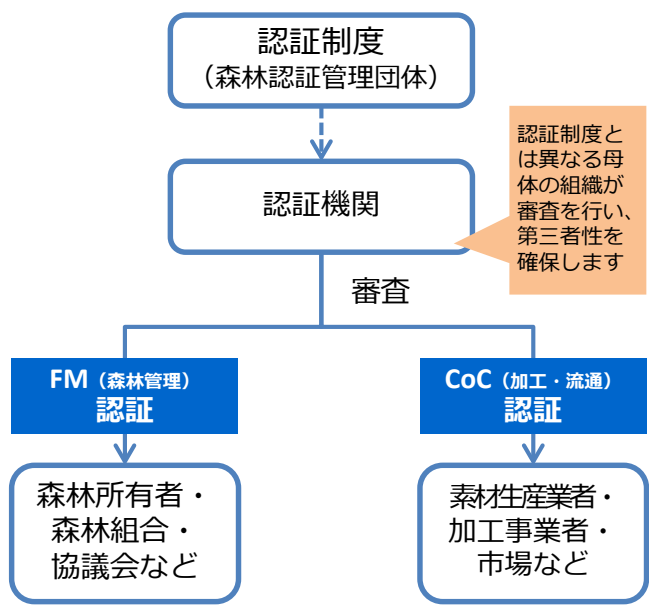 認証制度
（森林認証管理団体）
認証機関
認証制度と
は異なる母
体の組織が
審査を行い、
第三者性を
確保します
審査
FM（森林管理）
認証
CoC（加工・流通）
認証
森林所有者・
森林組合・
協議会など
素材生産業者・
加工事業者・
市場など